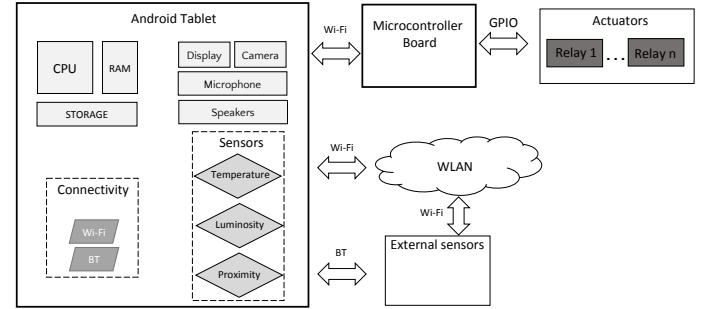 Android Tablet
CPU
RAM
STORAGE
Display
Camera
Microphone
Speakers
Sensors
Temperature
Luminosity
Proximity
Connectivity
Wi-Fi
BT
Wi-Fi
Microcontroller
Board
GPIO
Actuators
Relay 1
...
Relay n
Wi-Fi
WLAN
Wi-Fi
BT
External sensors